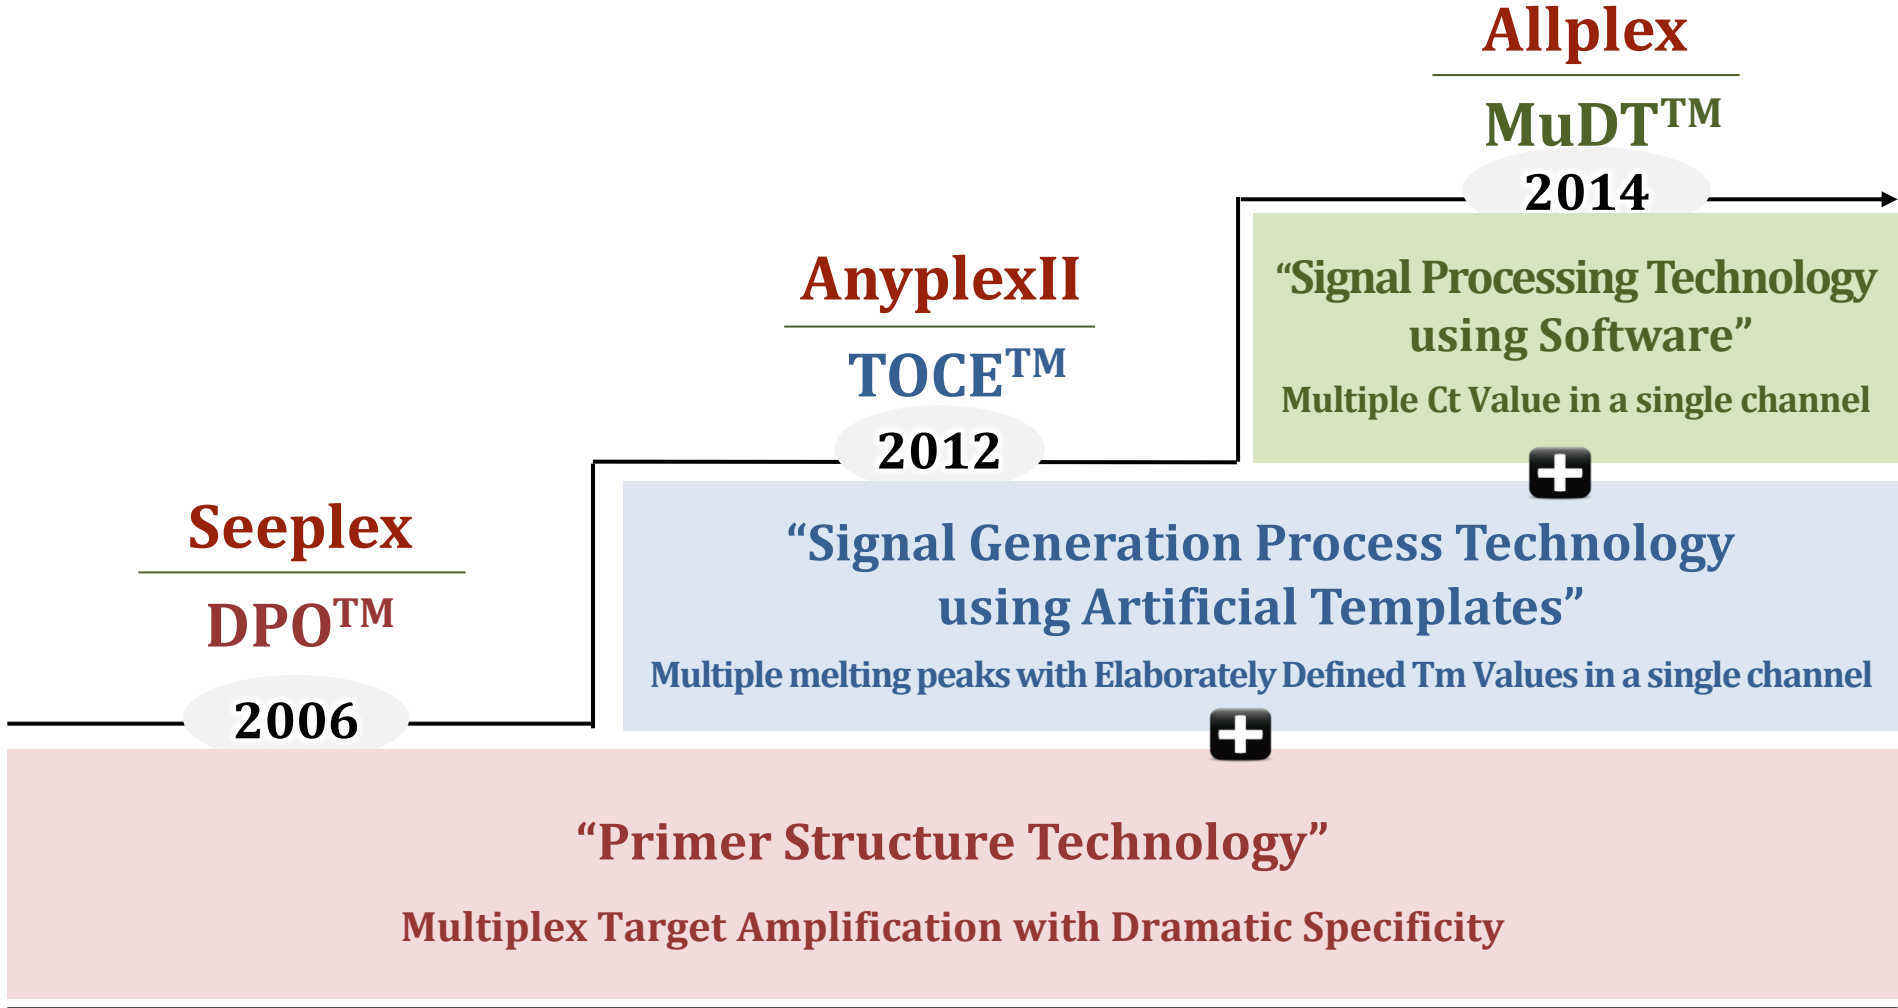 Allplex
MuDT™
2014
“Signal Processing Technology
using Software”
Multiple Ct Value in a single channel
AnyplexII
TOCE™
2012
“Signal Generation Process Technology
using Artificial Templates”
Multiple melting peaks with Elaborately Defined Tm Values in a single channel
Seeplex
DPO™
2006
“Primer Structure Technology”
Multiplex Target Amplification with Dramatic Specificity